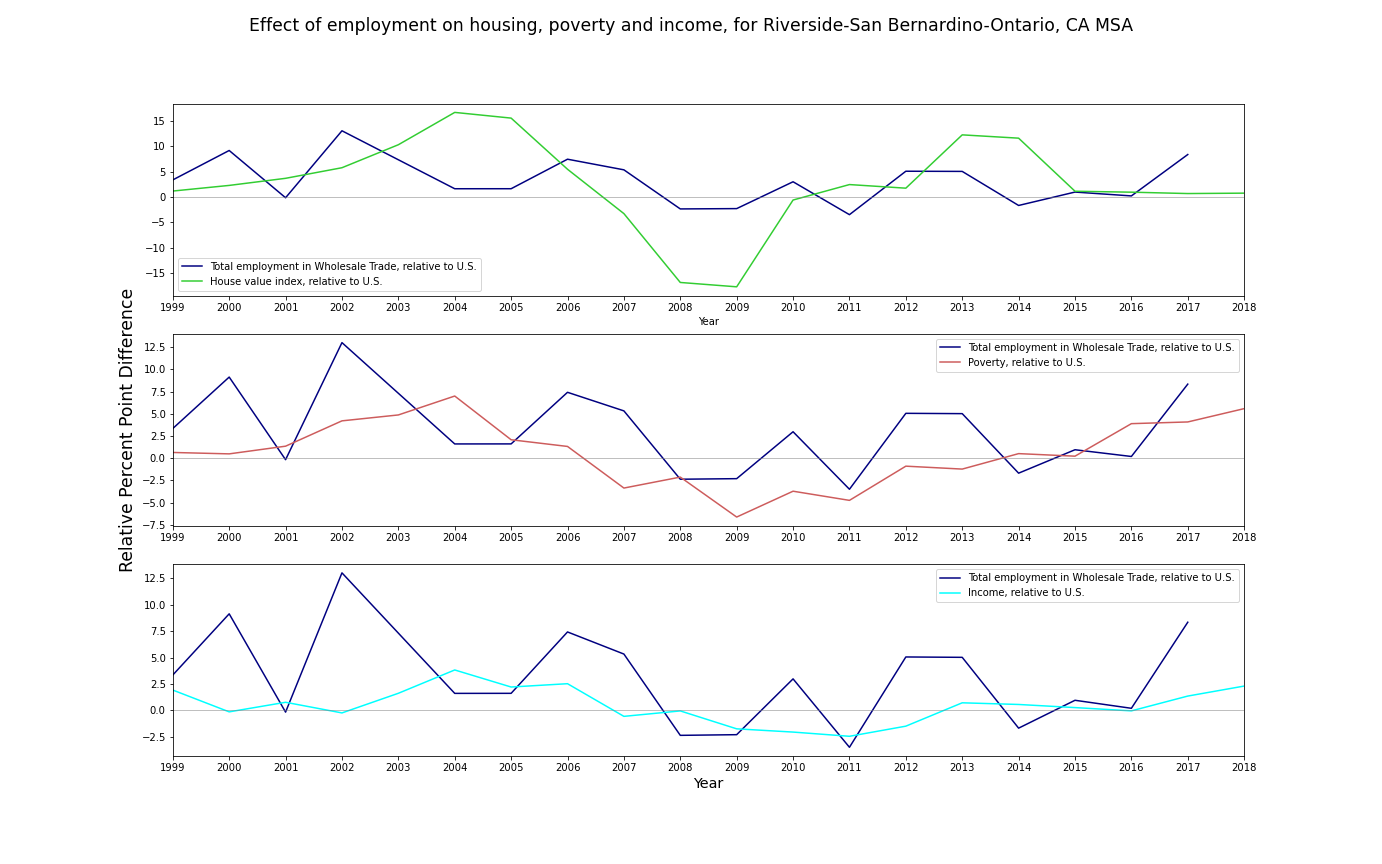 Effect of employment on housing, poverty and income, for Riverside-San Bernardino-Ontario, CA MSA
Relative Percent Point Difference
15
10
5
0
−5
−10
−15
Total employment in Wholesale Trade, relative to U.S.
House value index, relative to U.S.
1999 2000 2001 2002 2003 2004 2005 2006 2007 2008 2009 2010 2011 2012 2013 2014 2015 2016 2017 2018
Year
12.5
10.0
7.5
5.0
2.5
0.0
−2.5
−5.0
−7.5
Total employment in Wholesale Trade, relative to U.S.
Poverty, relative to U.S.
1999 2000 2001 2002 2003 2004 2005 2006 2007 2008 2009 2010 2011 2012 2013 2014 2015 2016 2017 2018
12.5
10.0
7.5
5.0
2.5
0.0
−2.5
Total employment in Wholesale Trade, relative to U.S.
Income, relative to U.S.
1999 2000 2001 2002 2003 2004 2005 2006 2007 2008 2009 2010 2011 2012 2013 2014 2015 2016 2017 2018
Year